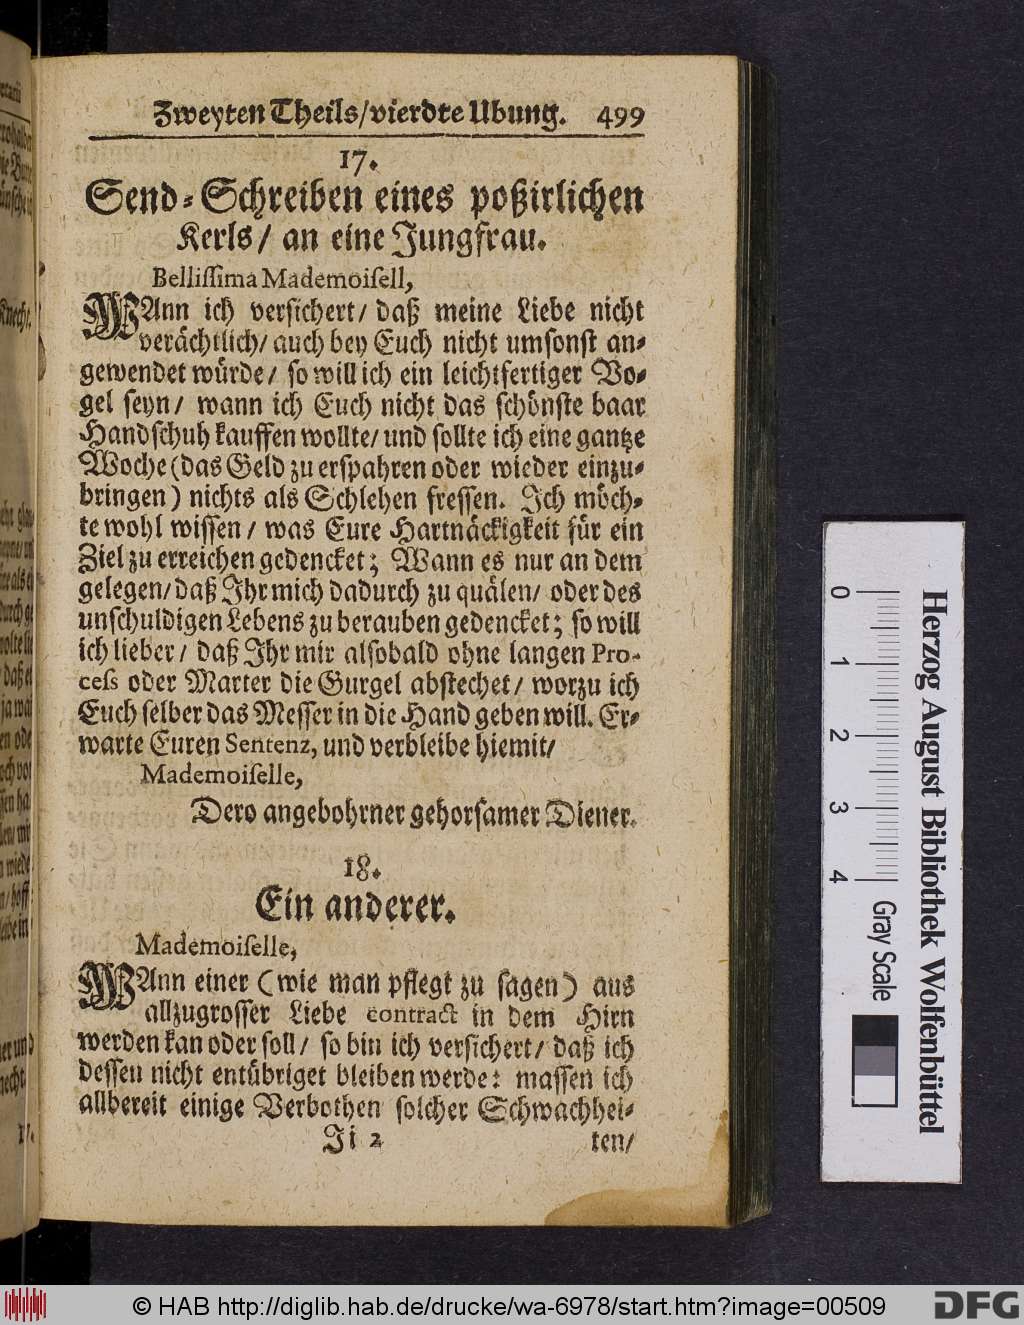 Zweyten Theils/vierdte Ubung. 499
17.
Send-Schreiben eines poßirlichen
Kerls/ an eine Jungfrau.
Bellissima Mademoisell,
WAnn ich versichert/ daß meine Liebe nicht
verächtlich/ auch bey Euch nicht umsonst an-
gewendet würde/ so will ich ein leichtfertiger Vo-
gel seyn/ wann ich Euch nicht das schönste baar
Handschuh kauffen wollte/ und sollte ich eine gantze
Woche (das Geld zu erspahren oder wieder einzu-
bringen) nichts als Schlehen fressen. Ich möch-
te wohl wissen/ was Eure Hartnäckigkeit für ein
Ziel zu erreichen gedencket; Wann es nur an dem
gelegen/ daß Ihr mich dadurch zu quälen/ oder des
unschuldigen Lebens zu berauben gedencket; so will
ich lieber/ daß Ihr mir alsobald ohne langen Pro-
cess oder Marter die Gurgel abstechet/ worzu ich
Euch selber das Messer in die Hand geben will. Er-
warte Euren Sentenz, und verbleibe hiemit/
Mademoiselle,
Dero angebohrner gehorsamer Diener.
18.
Ein anderer.
Mademoiselle,
WAnn einer (wie man pflegt zu sagen) aus
allzugrosser Liebe contract in dem Hirn
werden kan oder soll/ so bin ich versichert/ daß ich
dessen nicht entübriget bleiben werde: massen ich
allbereit einige Verbothen solcher Schwachhei-
Ii 2 ten/
0 1 2 3 4
Gray Scale
Herzog August Bibliothek Wolfenbüttel
© HAB http://diglib.hab.de/drucke/wa-6978/start.htm?image=00509
DFG